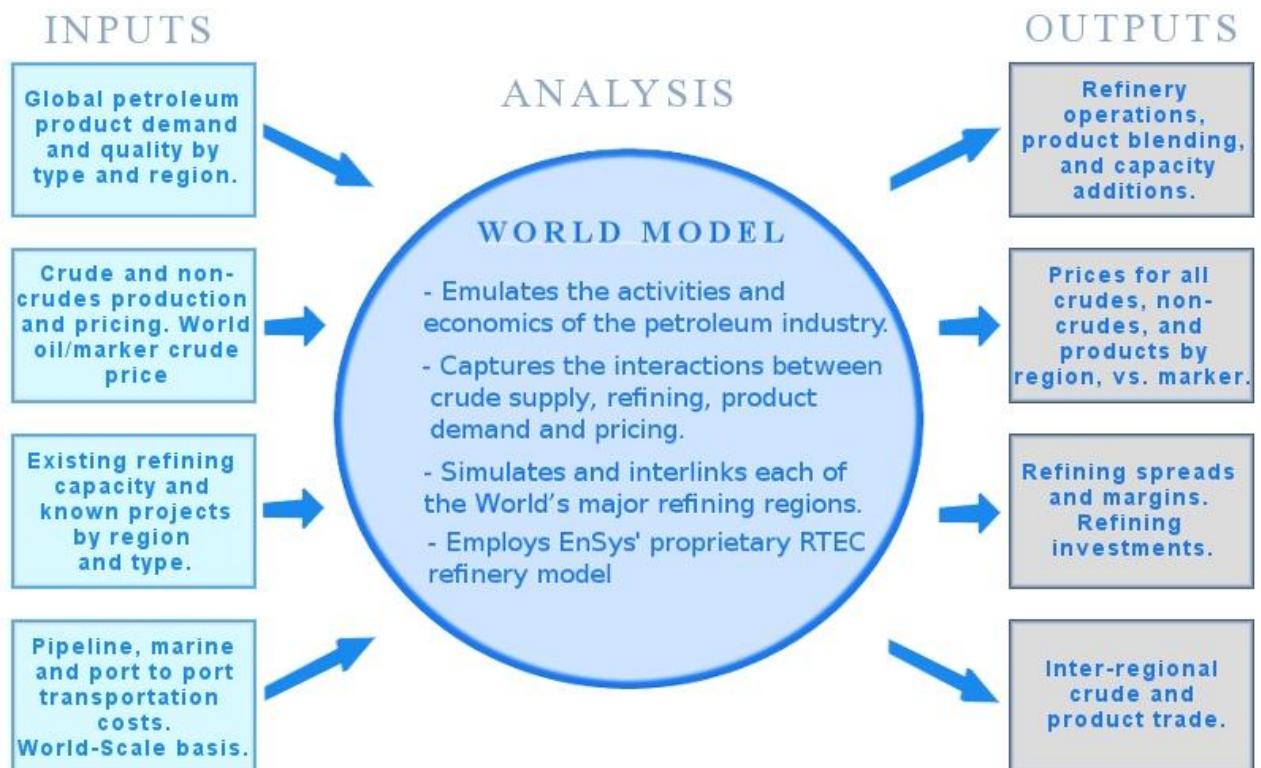 INPUTS
Global petroleum
product demand
and quality by
type and region.
Crude and non-
crudes production
and pricing. World
oil/marker crude
price
Existing refining
capacity and
known projects
by region
and type.
Pipeline, marine
and port to port
transportation
costs.
World-Scale basis.
ANALYSIS
WORLD MODEL
- Emulates the activities and
economics of the petroleum industry.
- Captures the interactions between
crude supply, refining, product
demand and pricing.
- Simulates and interlinks each of
the World's major refining regions.
- Employs EnSys' proprietary RTEC
refinery model
OUTPUTS
Refinery
operations,
product blending,
and capacity
additions.
Prices for all
crudes, non-
crudes, and
products by
region, vs. marker.
Refining spreads
and margins.
Refining
investments.
Inter-regional
crude and
product trade.